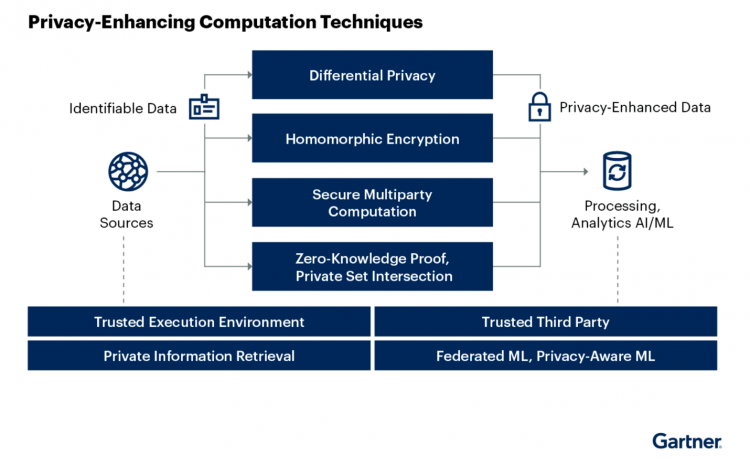 Privacy-Enhancing Computation Techniques
Differential Privacy
Identifiable Data
Privacy-Enhanced Data
Homomorphic Encryption
Secure Multiparty
Computation
Data
Sources
Processing,
Analytics AI/ML
Zero-Knowledge Proof,
Private Set Intersection
Trusted Execution Environment
Trusted Third Party
Private Information Retrieval
Federated ML, Privacy-Aware ML
Gartner